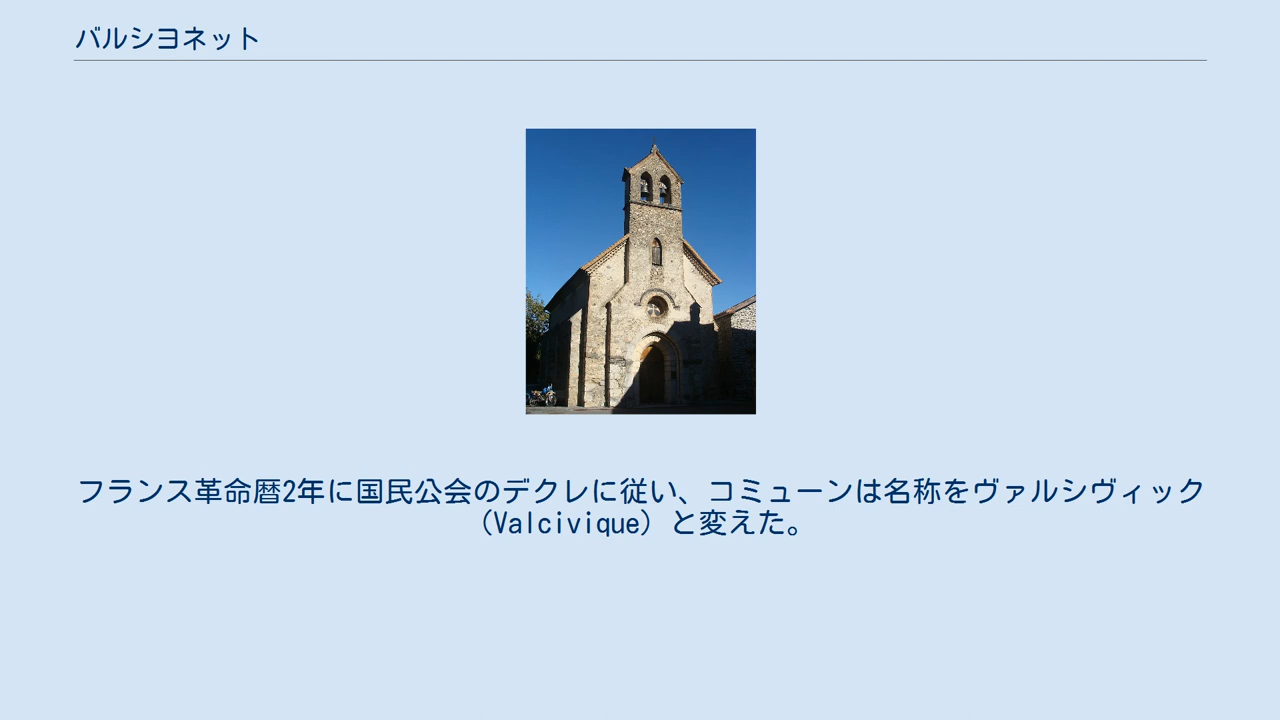 バルシヨネット
フランス革命暦2年に国民公会のデクレに従い、コミューンは名称をヴァルシヴィック
（Valcivique）と変えた。